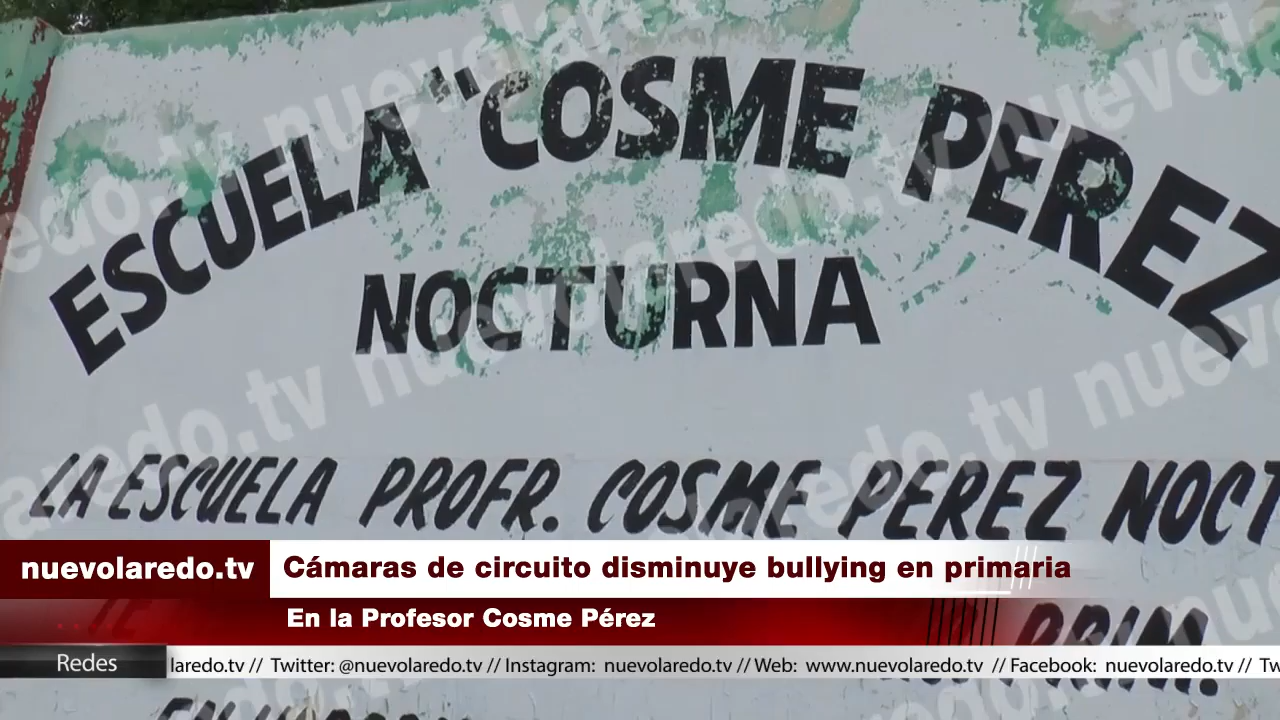 ESCUELA "COSME PEREZ
NOCTURNA
LA ESCUELA PROFR. COSME PEREZ NOCT
nuevolaredo.tv Cámaras de circuito disminuye bullying en primaria
En la Profesor Cosme Pérez
PRIM.
Redes laredo.tv // Twitter: @nuevolaredo.tv // Instagram: nuevolaredo.tv // Web: www.nuevolaredo.tv // Facebook: nuevolaredo.tv // Tw